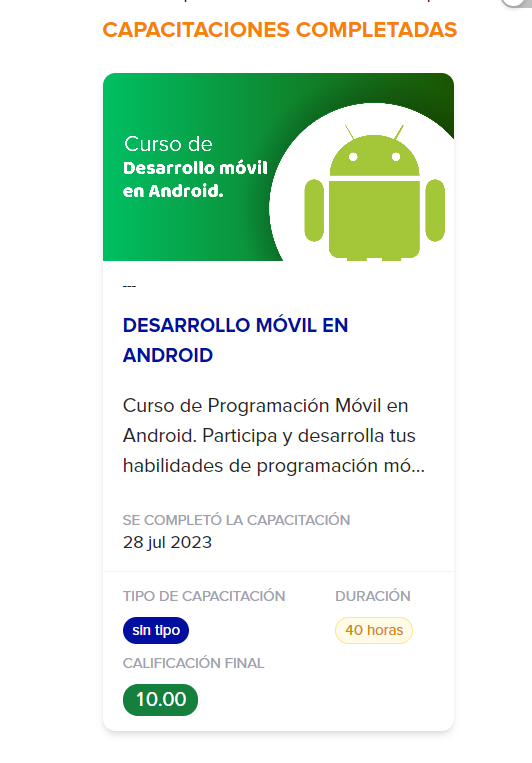 CAPACITACIONES COMPLETADAS
Curso de
Desarrollo móvil
en Android.
---
DESARROLLO MÓVIL EN
ANDROID
Curso de Programación Móvil en
Android. Participa y desarrolla tus
habilidades de programación mó...
SE COMPLETÓ LA CAPACITACIÓN
28 jul 2023
TIPO DE CAPACITACIÓN
DURACIÓN
sin tipo
40 horas
CALIFICACIÓN FINAL
10.00